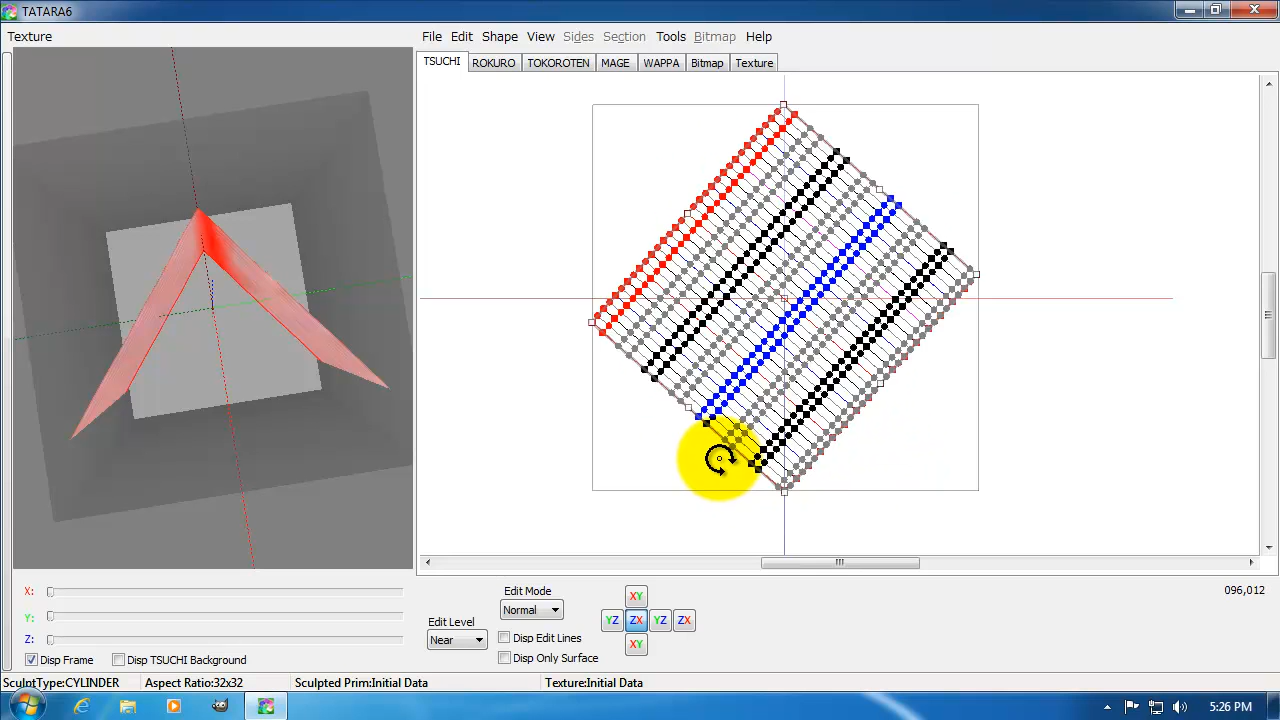 TATARA6
Texture
File Edit Shape View Sides Section Tools Bitmap Help
TSUCHI ROKURO TOKOROTEN MAGE WAPPA Bitmap Texture
X:
Y:
Z:
Disp Frame Disp TSUCHI Background
Edit Level
Near
Edit Mode
Normal
Disp Edit Lines
Disp Only Surface
XY
YZ ZX YZ ZX
XY
096,012
SculptType:CYLINDER Aspect Ratio:32x32 Sculpted Prim:Initial Data Texture:Initial Data
5:26 PM